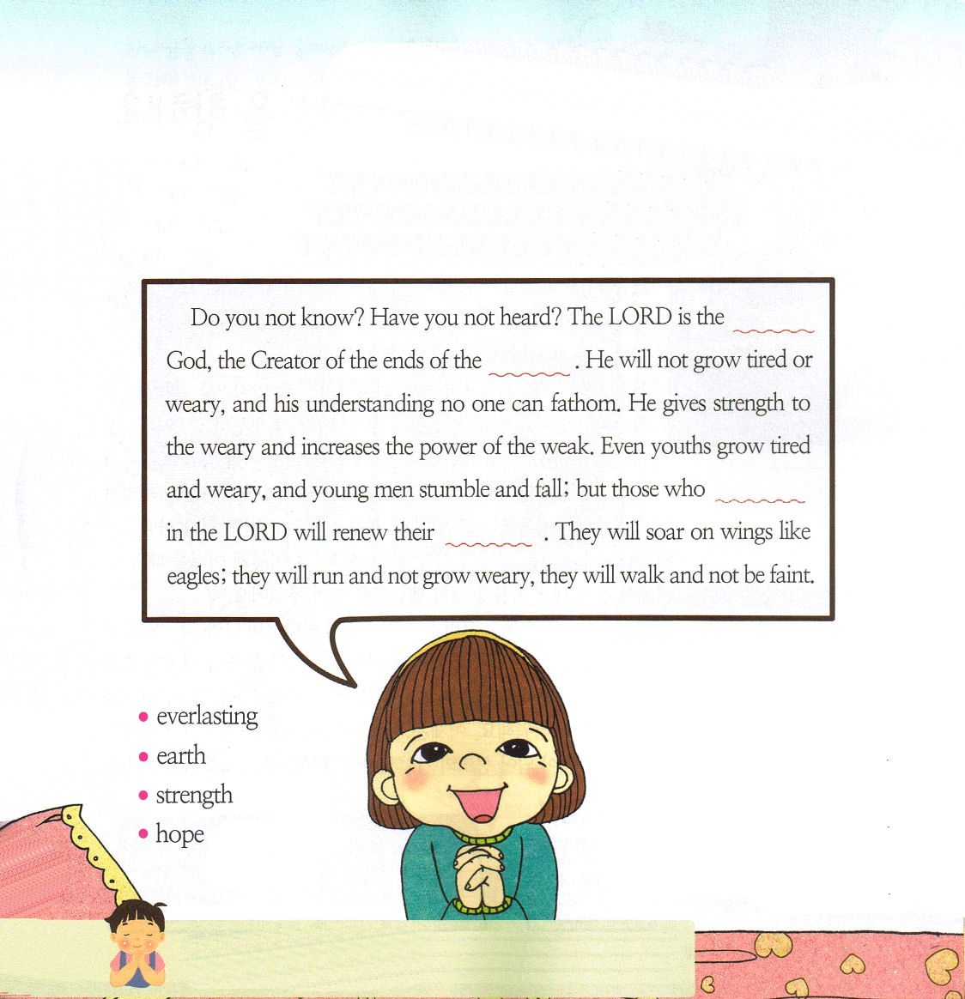 Do you not know? Have you not heard? The LORD is the
God, the Creator of the ends of the . He will not grow tired or
weary, and his understanding no one can fathom. He gives strength to
the weary and increases the power of the weak. Even youths grow tired
and weary, and young men stumble and fall; but those who
in the LORD will renew their . They will soar on wings like
eagles; they will run and not grow weary, they will walk and not be faint.
• everlasting
• earth
• strength
• hope